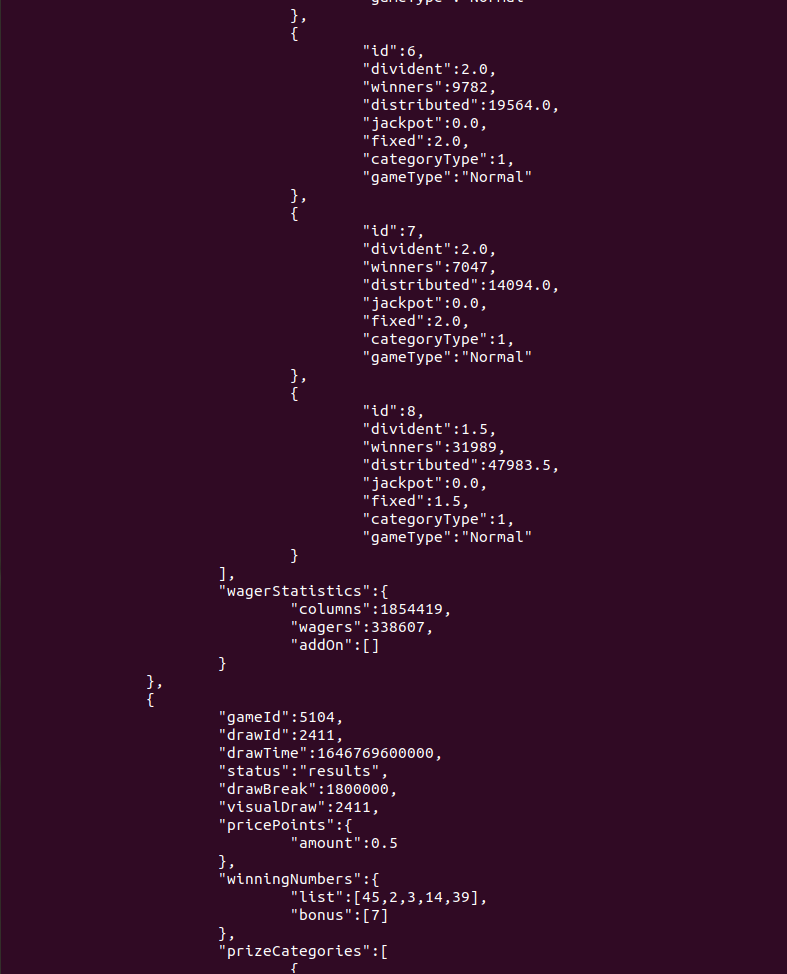 "gameType":"Normal"
},
{
"id":6,
"divident":2.0,
"winners":9782,
"distributed":19564.0,
"jackpot":0.0,
"fixed":2.0,
"categoryType":1,
"gameType":"Normal"
},
{
"id":7,
"divident":2.0,
"winners":7047,
"distributed":14094.0,
"jackpot":0.0,
"fixed":2.0,
"categoryType":1,
"gameType":"Normal"
},
{
"id":8,
"divident":1.5,
"winners":31989,
"distributed":47983.5,
"jackpot":0.0,
"fixed":1.5,
"categoryType":1,
"gameType":"Normal"
}
],
"wagerStatistics":{
"columns":1854419,
"wagers":338607,
"addOn":[]
}
},
{
"gameId":5104,
"drawId":2411,
"drawTime":1646769600000,
"status":"results",
"drawBreak":1800000,
"visualDraw":2411,
"pricePoints":{
"amount":0.5
},
"winningNumbers":{
"list":[45,2,3,14,39],
"bonus":[7]
},
"prizeCategories":[
{